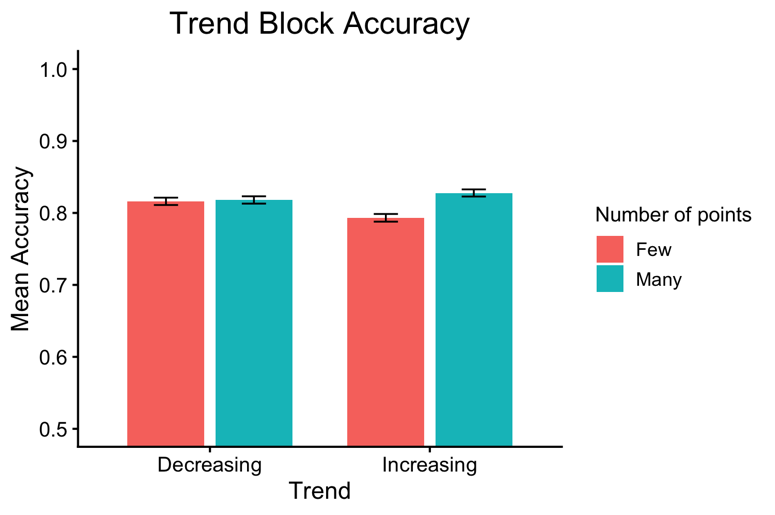 Trend Block Accuracy
Mean Accuracy
1.0
0.9
0.8
0.7
0.6
0.5
Decreasing
Increasing
Trend
Number of points
Few
Many